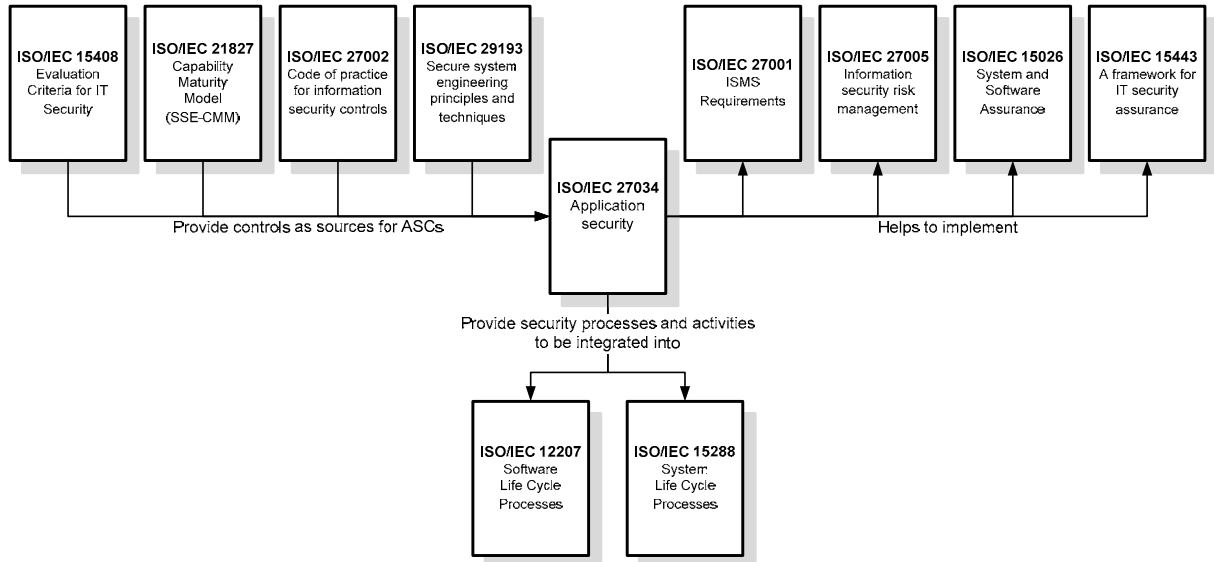 ISO/IEC 15408
Evaluation
Criteria for IT
Security
ISO/IEC 21827
Capability
Maturity
Model
(SSE-CMM)
ISO/IEC 27002
Code of practice
for information
security controls
ISO/IEC 29193
Secure system
engineering
principles and
techniques
ISO/IEC 27001
ISMS
Requirements
ISO/IEC 27005
Information
security risk
management
ISO/IEC 15026
System and
Software
Assurance
ISO/IEC 15443
A framework for
IT security
assurance
ISO/IEC 27034
Application
security
Provide controls as sources for ASCs
Helps to implement
Provide security processes and activities
to be integrated into
ISO/IEC 12207
Software
Life Cycle
Processes
ISO/IEC 15288
System
Life Cycle
Processes